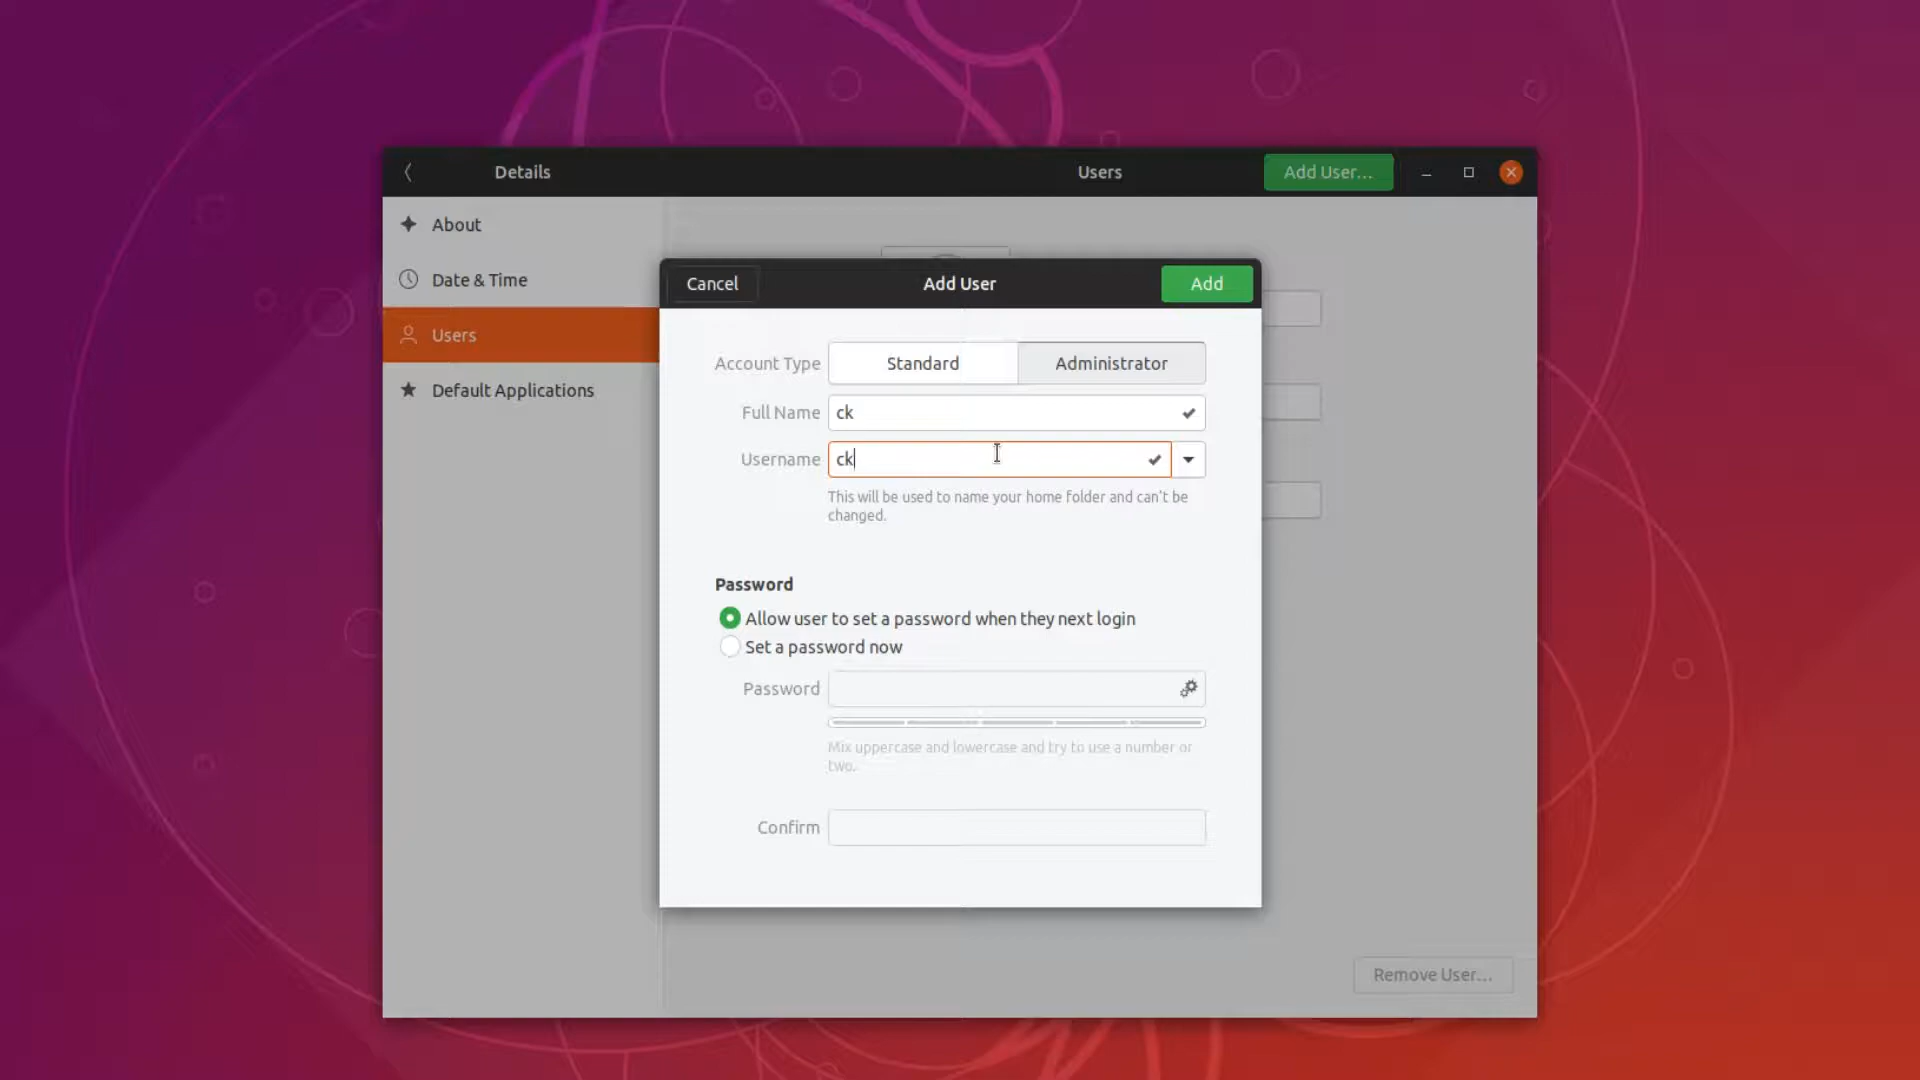 Details
Users
Add User...
About
Date & Time
Users
Default Applications
Cancel
Add User
Add
Account Type
Standard
Administrator
Full Name
ck
Username
ck
This will be used to name your home folder and can't be
changed.
Password
Allow user to set a password when they next login
Set a password now
Password
Mix uppercase and lowercase and try to use a number or
two.
Confirm
Remove User...